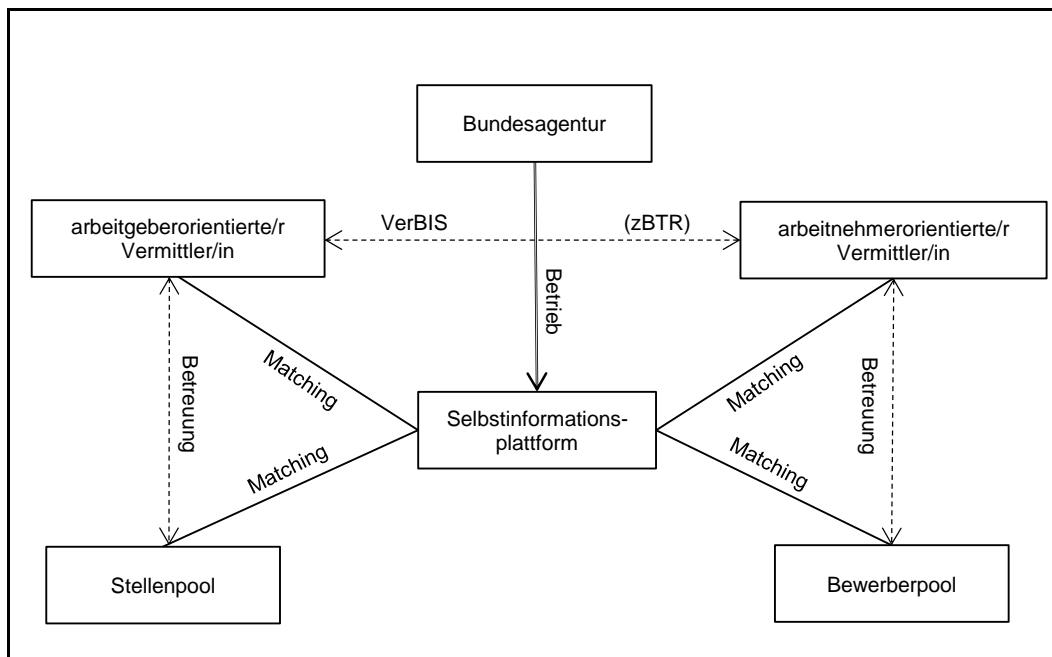 Bundesagentur
arbeitgeberorientierte/r
Vermittler/in
VerBIS
(zBTR)
arbeitnehmerorientierte/r
Vermittler/in
Betrieb
Betreuung
Matching
Matching
Betreuung
Selbstinformations-
plattform
Matching
Matching
Stellenpool
Bewerberpool